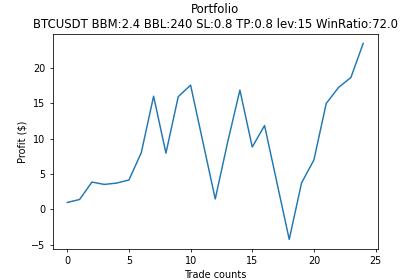 Portfolio
BTCUSDT BBM:2.4 BBL:240 SL:0.8 TP:0.8 lev:15 WinRatio:72.0
Profit ($)
20
15
10
5
0
−5
0 5 10 15 20 25
Trade counts